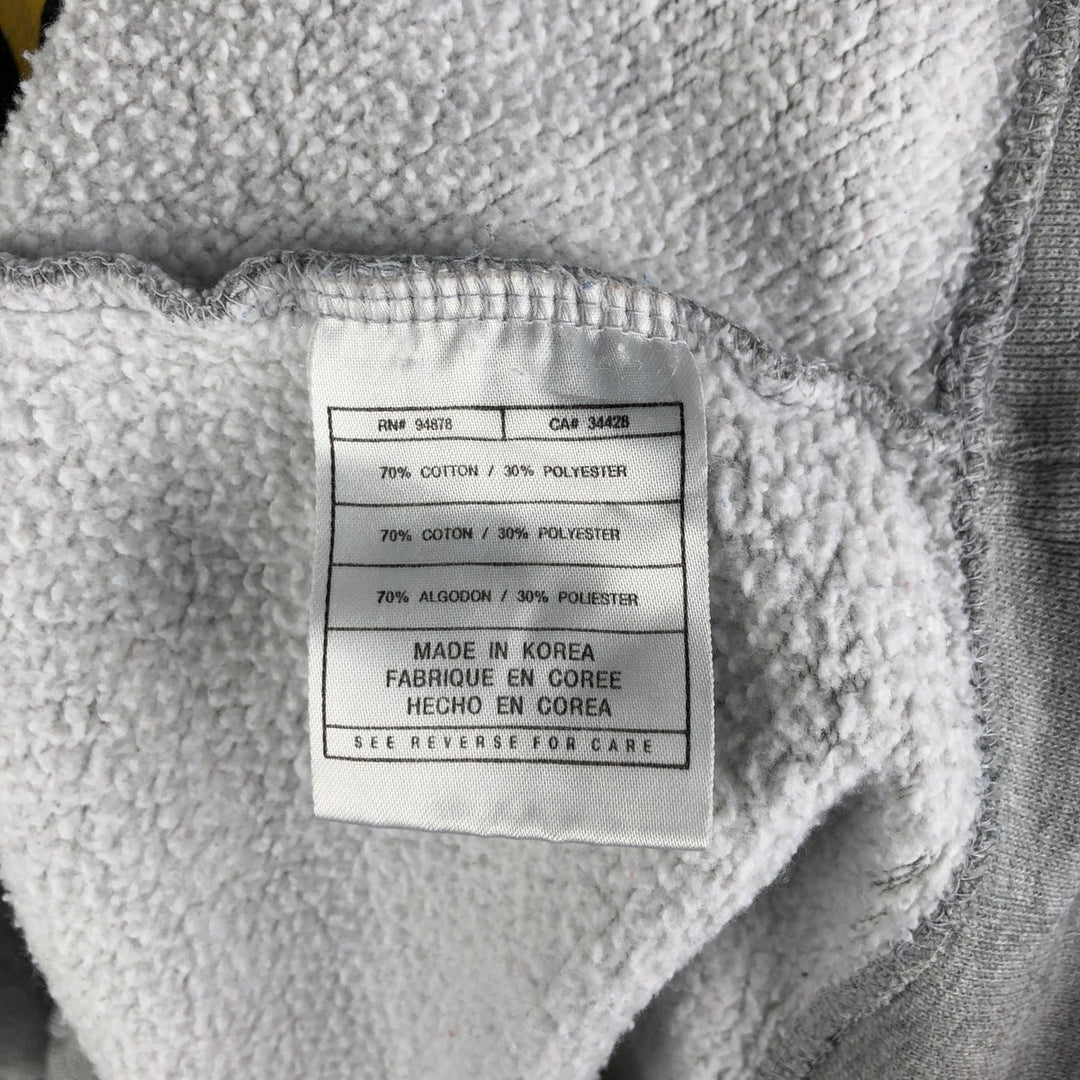 RN# 94878 CA# 34428
70% COTTON / 30% POLYESTER
70% COTON / 30% POLYESTER
70% ALGODON / 30% POLIESTER
MADE IN KOREA
FABRIQUE EN COREE
HECHO EN COREA
SEE REVERSE FOR CARE